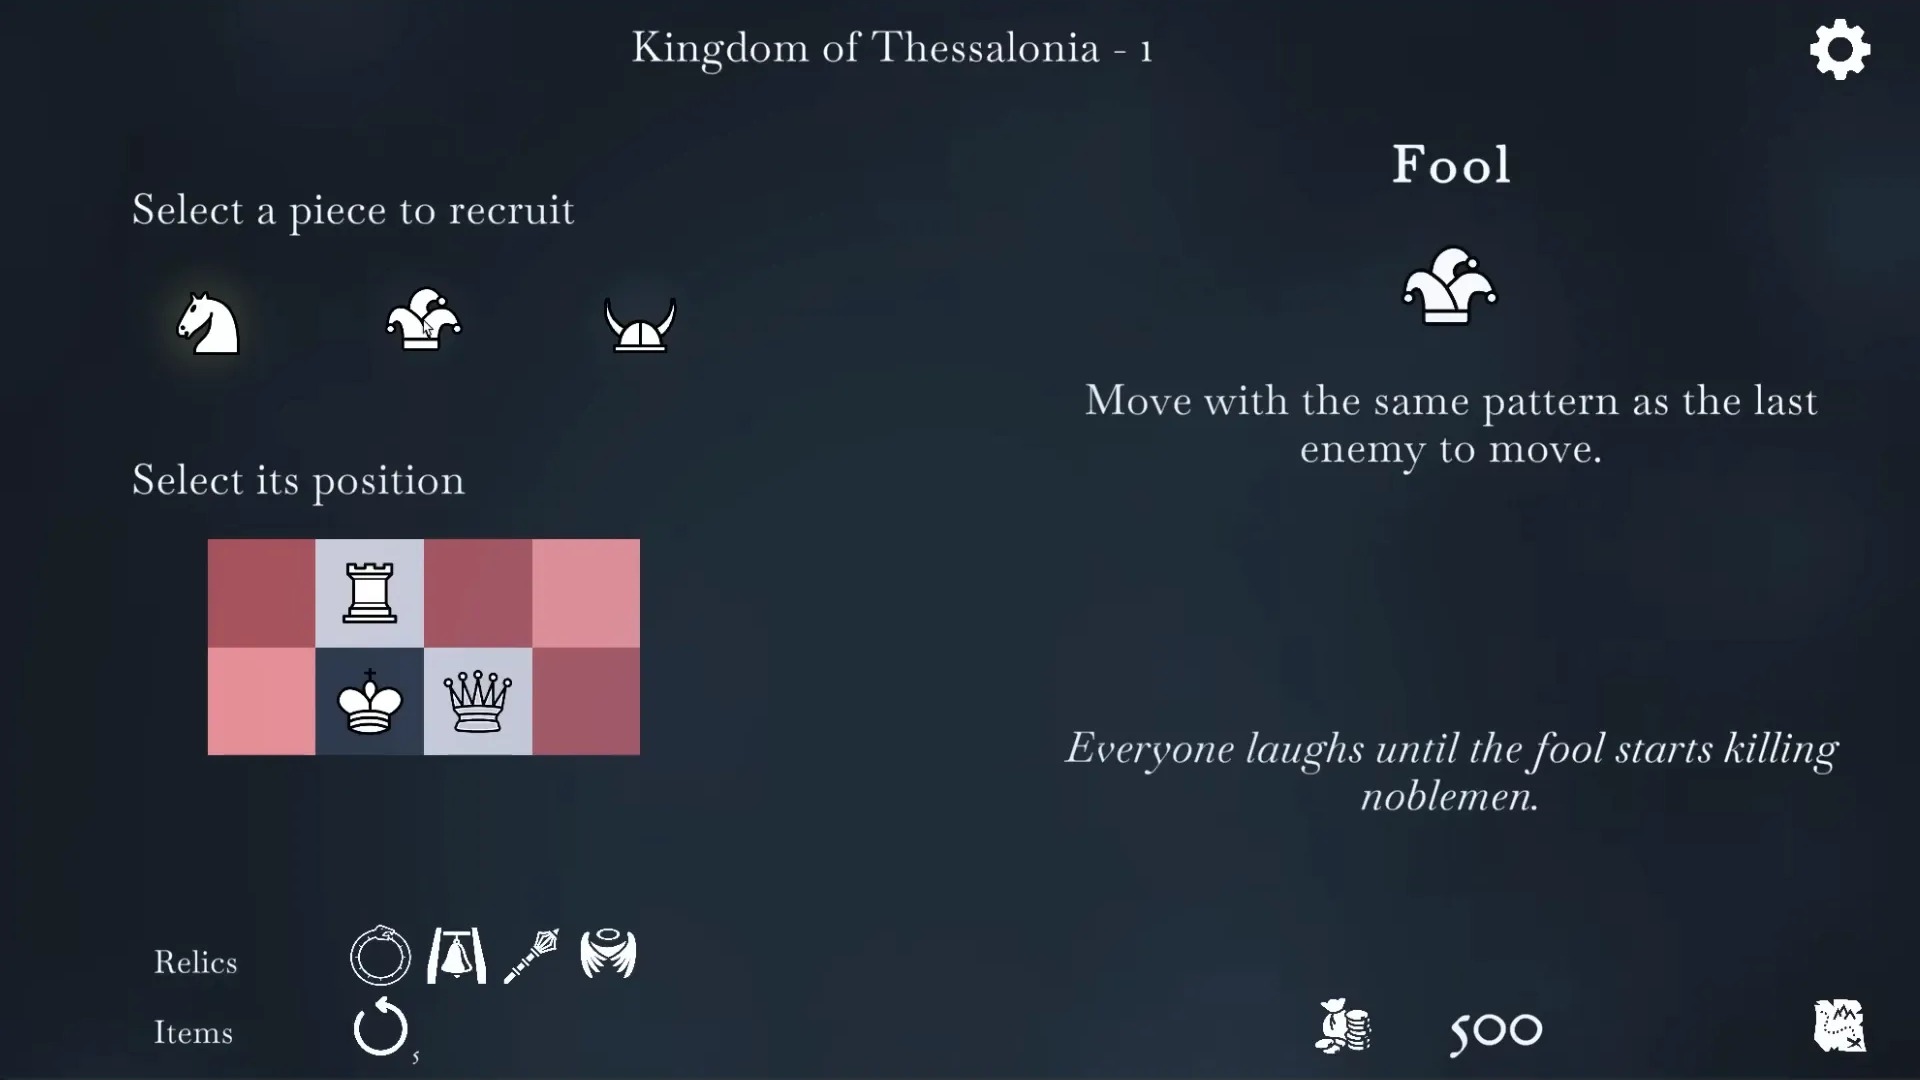 Kingdom of Thessalonia - 1
Fool
Select a piece to recruit
Move with the same pattern as the last
enemy to move.
Select its position
Everyone laughs until the fool starts killing
noblemen.
Relics
Items
5
500